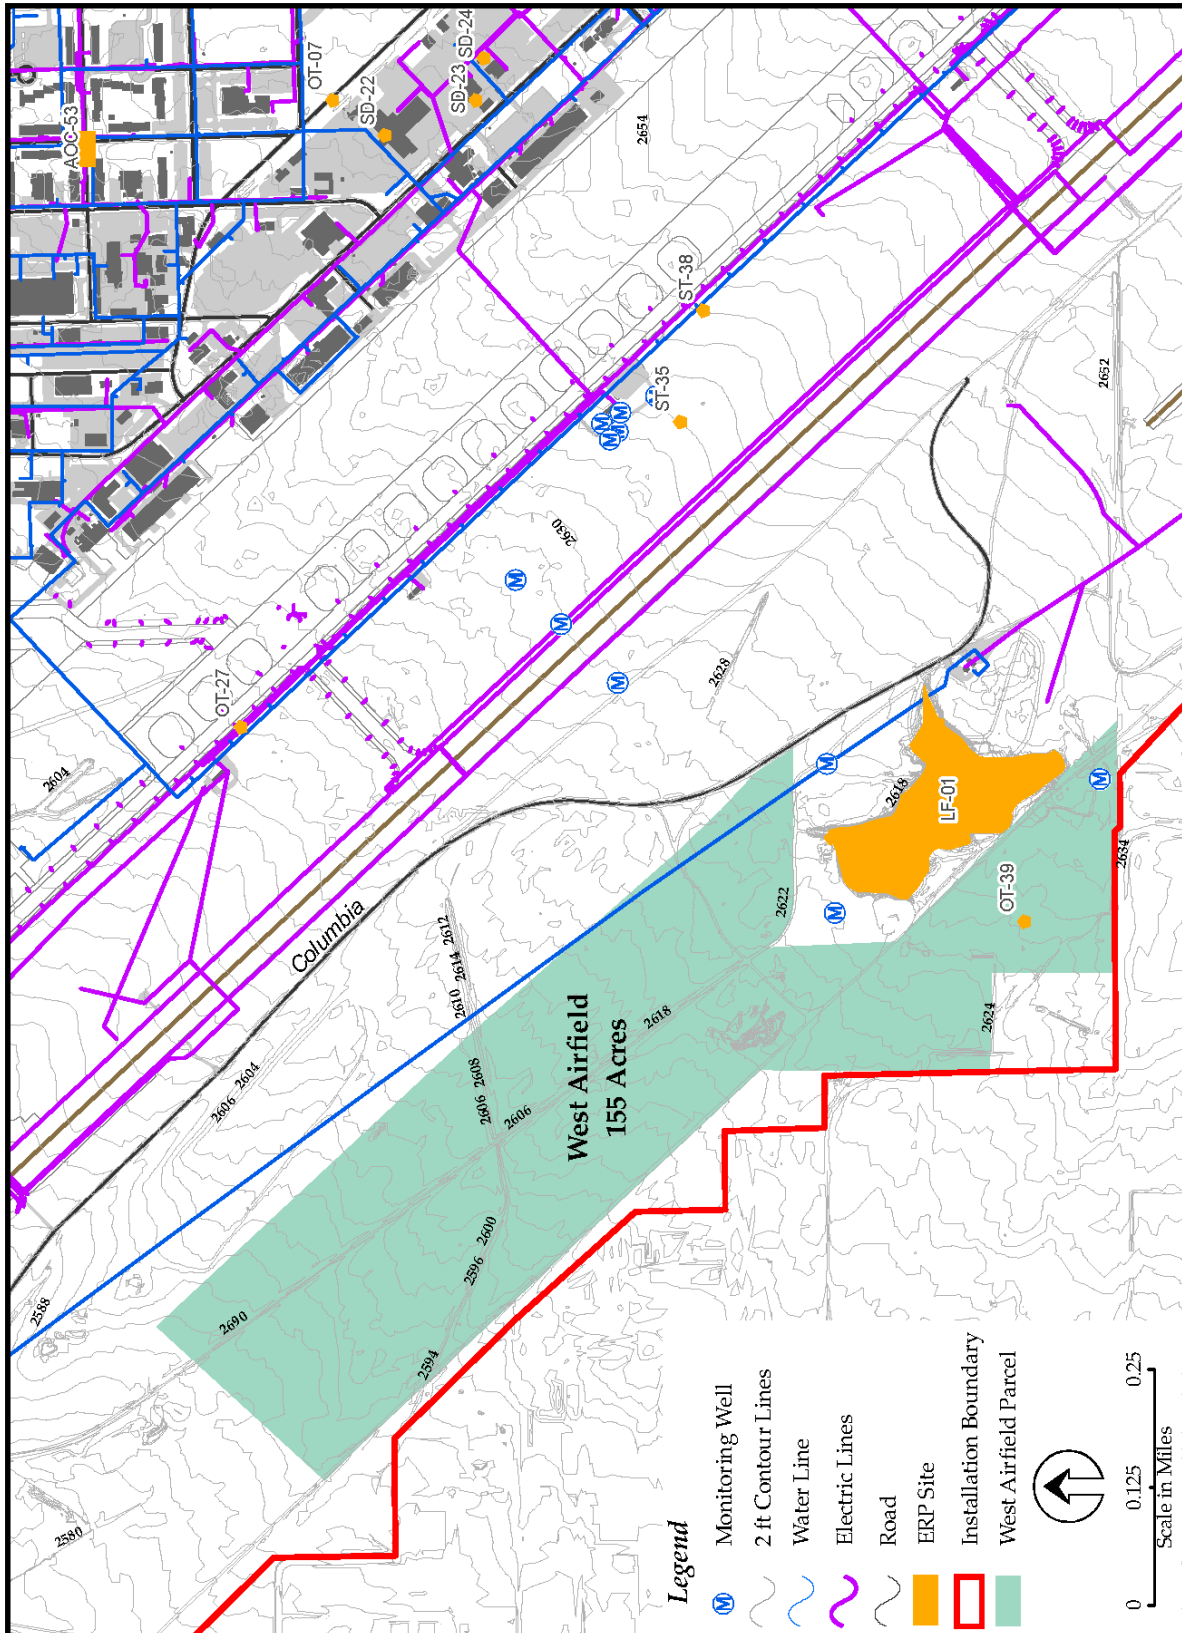 AOC-53
OT-07
SD-22
SD-23
SD-24
2654
ST-38
ST-35
2652
2630
2628
OT-27
2604
Columbia
2618
LF-01
2622
OT-39
2634
2624
2612
2614
2610
2608
2606
2606
2618
West Airfield
155 Acres
2604
2606
2600
2596
2594
2690
2588
2580
Legend
Monitoring Well
2 ft Contour Lines
Water Line
Electric Lines
Road
ERP Site
Installation Boundary
West Airfield Parcel
0 0.125 0.25
Scale in Miles
M
M
M
M
M
M
M